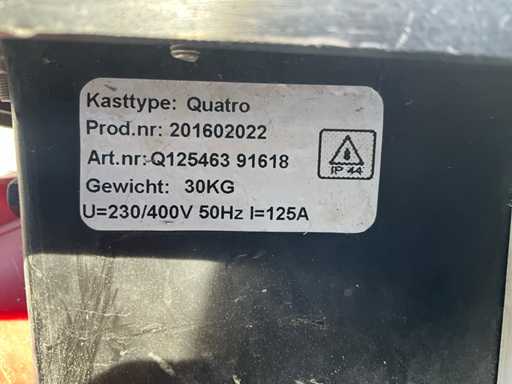 Kasttype: Quatro
Prod.nr: 201602022
Art.nr: Q125463 91618
IP 44
Gewicht: 30KG
U=230/400V 50Hz I=125A